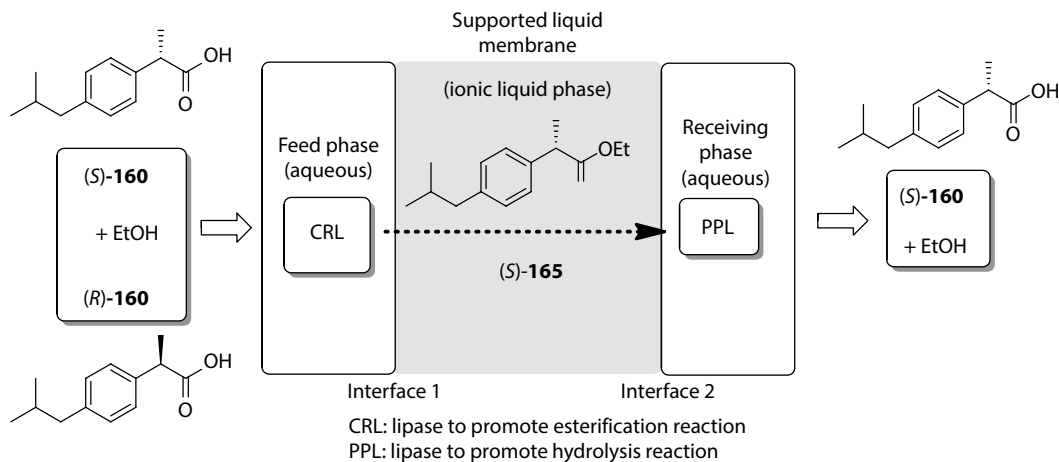 OH
O
(S)-160
+ EtOH
(R)-160
OH
O
Feed phase
(aqueous)
CRL
Supported liquid
membrane
(ionic liquid phase)
OEt
(S)-165
Receiving
phase
(aqueous)
PPL
OH
O
(S)-160
+ EtOH
Interface 1
Interface 2
CRL: lipase to promote esterification reaction
PPL: lipase to promote hydrolysis reaction